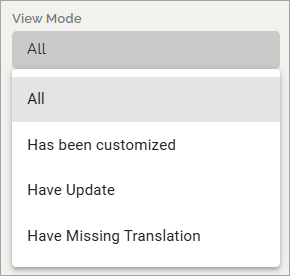 View Mode
All
All
Has been customized
Have Update
Have Missing Translation